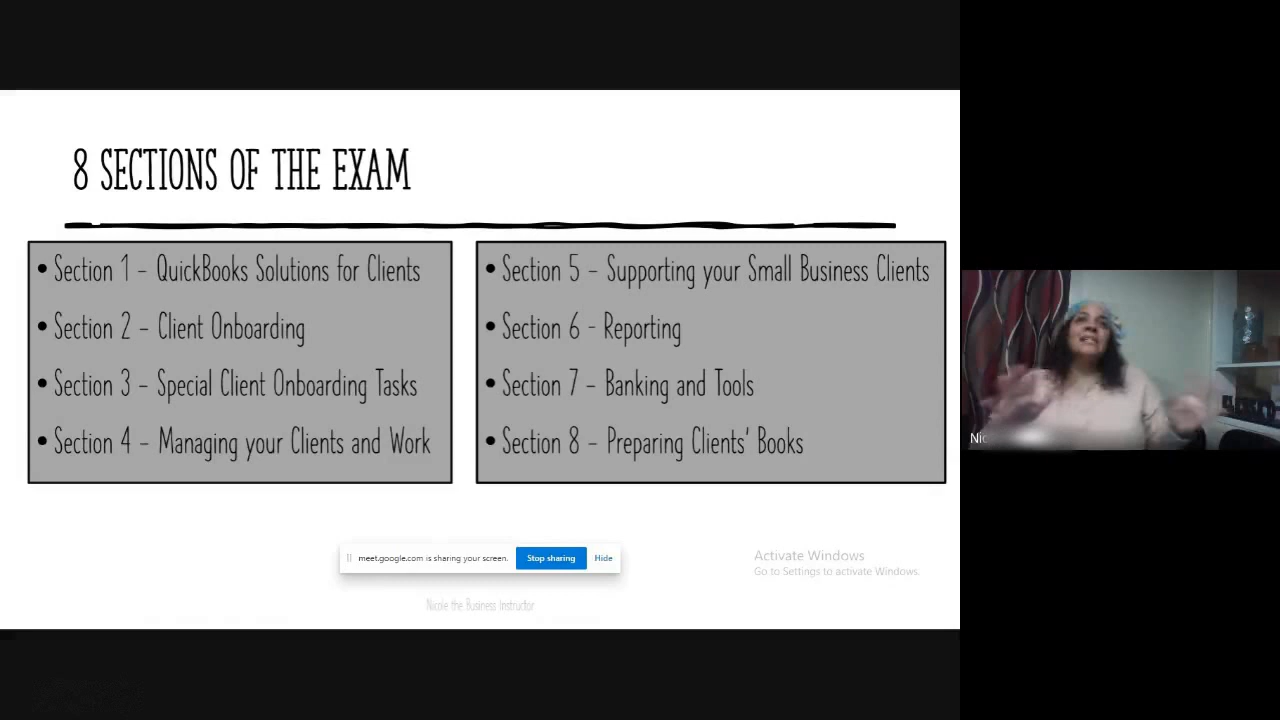 8 SECTIONS OF THE EXAM
• Section 1 – QuickBooks Solutions for Clients
• Section 2 – Client Onboarding
• Section 3 – Special Client Onboarding Tasks
• Section 4 – Managing your Clients and Work
• Section 5 – Supporting your Small Business Clients
• Section 6 - Reporting
• Section 7 – Banking and Tools
• Section 8 – Preparing Clients' Books
meet.google.com is sharing your screen.
Stop sharing
Hide
Activate Windows
Go to Settings to activate Windows.
Nicole the Business Instructor